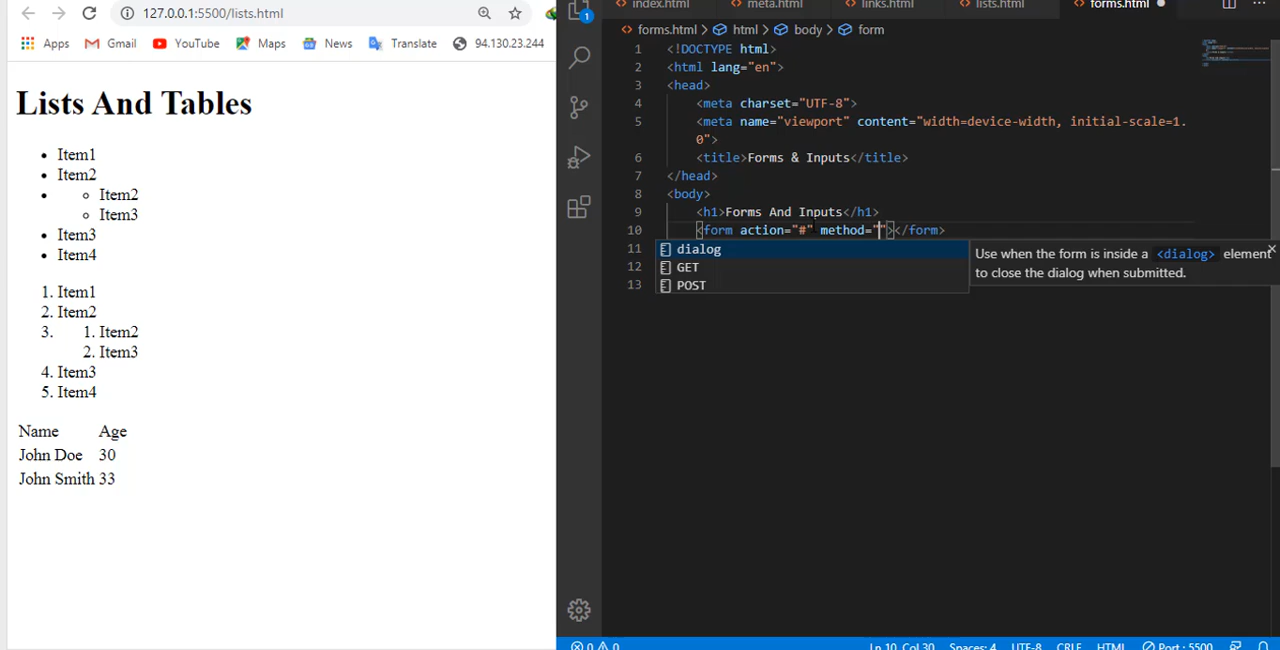 127.0.0.1:5500/lists.html
Apps Gmail YouTube Maps News Translate 94.130.23.244
Lists And Tables
• Item1
• Item2
• ◦ Item2
◦ Item3
• Item3
• Item4
1. Item1
2. Item2
3. 1. Item2
2. Item3
4. Item3
5. Item4
Name Age
John Doe 30
John Smith 33
1
index.html meta.html links.html lists.html forms.html
forms.html > html > body > form
1 <!DOCTYPE html>
2 <html lang="en">
3 <head>
4 <meta charset="UTF-8">
5 <meta name="viewport" content="width=device-width, initial-scale=1.
0">
6 <title>Forms & Inputs</title>
7 </head>
8 <body>
9 <h1>Forms And Inputs</h1>
10 <form action="#" method=""></form>
11
12
13
dialog
GET
POST
Use when the form is inside a <dialog> element
to close the dialog when submitted.
0 0 Ln 10, Col 30 Spaces: 4 UTF-8 CRLF HTML Port : 5500